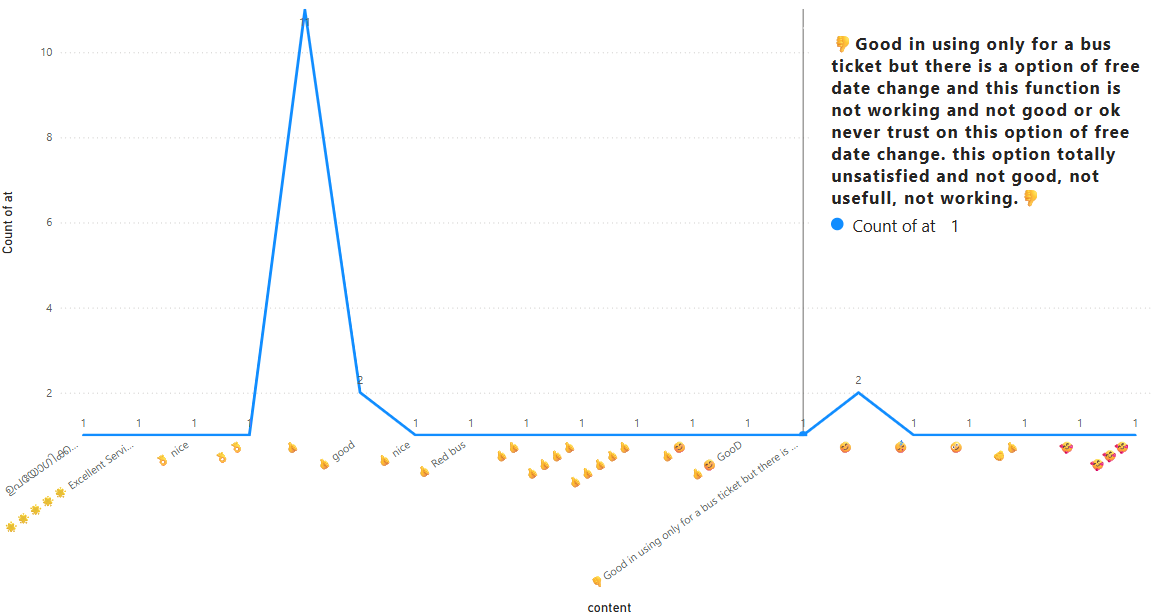 10
8
6
4
2
Count of at
1
1
1
1
11
2
1
1
1
1
1
1
1
1
2
1
1
1
1
1
👎Good in using only for a bus
ticket but there is a option of free
date change and this function is
not working and not good or ok
never trust on this option of free
date change. this option totally
unsatisfied and not good, not
usefull, not working.👎
Count of at 1
🌟🌟🌟🌟🌟 Excellent Servi...
👌 nice
👌👌
👍
👍 good
👍 nice
👍 Red bus
👍👍
👍👍👍👍
👍👍👍👍👍
👍😍
👍😍 GooD
👎Good in using only for a bus ticket but there is ...
content